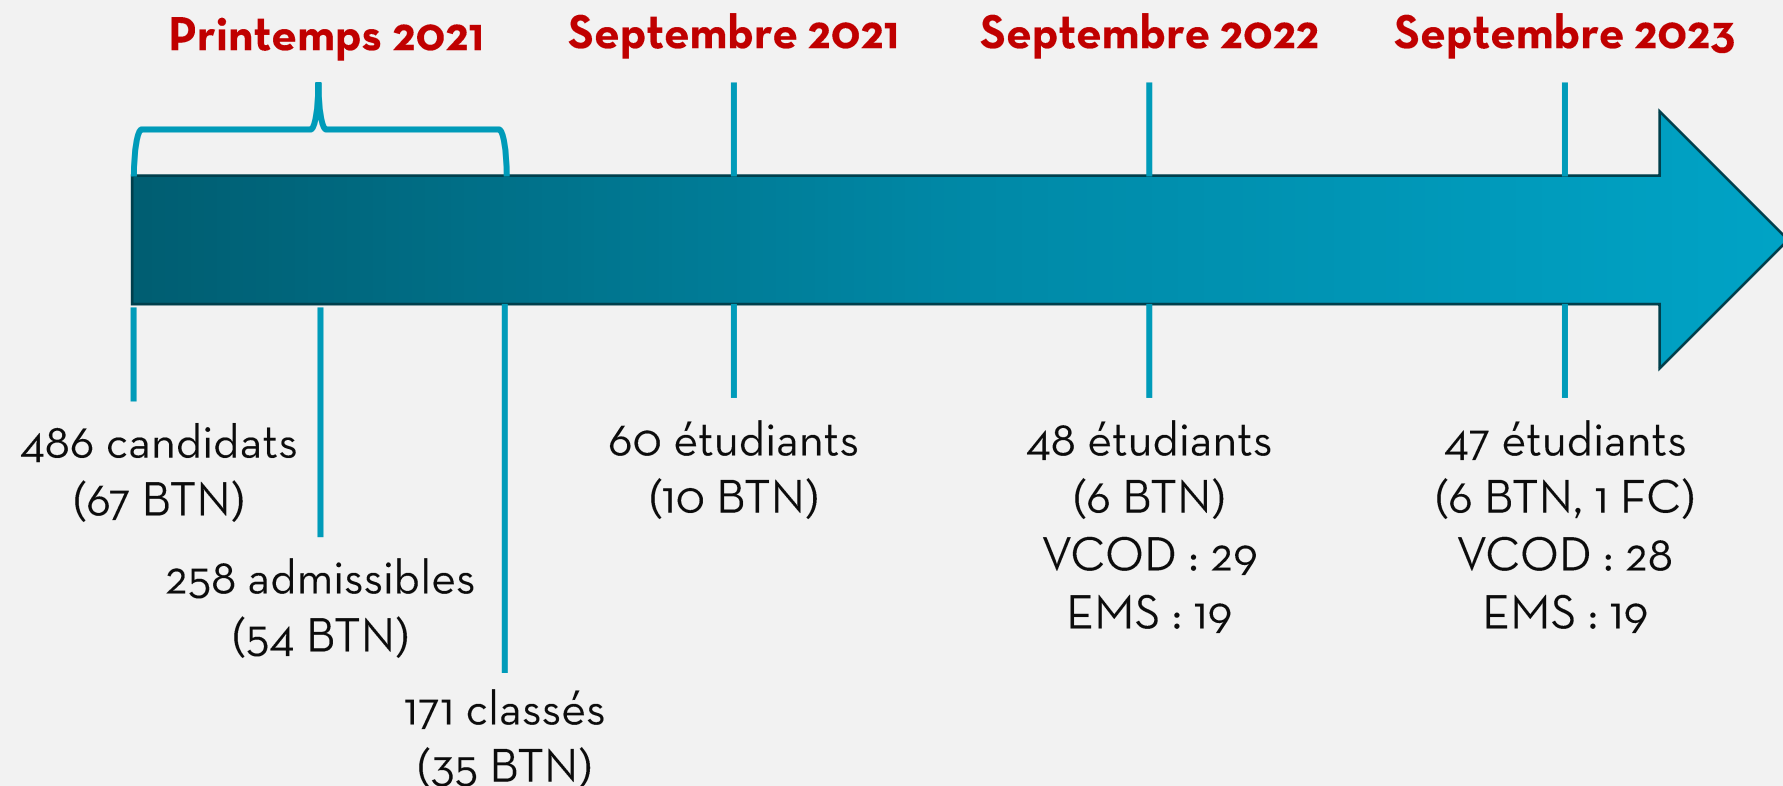 Printemps 2021
Septembre 2021
Septembre 2022
Septembre 2023
486 candidats
(67 BTN)
258 admissibles
(54 BTN)
171 classés
(35 BTN)
60 étudiants
(10 BTN)
48 étudiants
(6 BTN)
VCOD : 29
EMS : 19
47 étudiants
(6 BTN, 1 FC)
VCOD : 28
EMS : 19